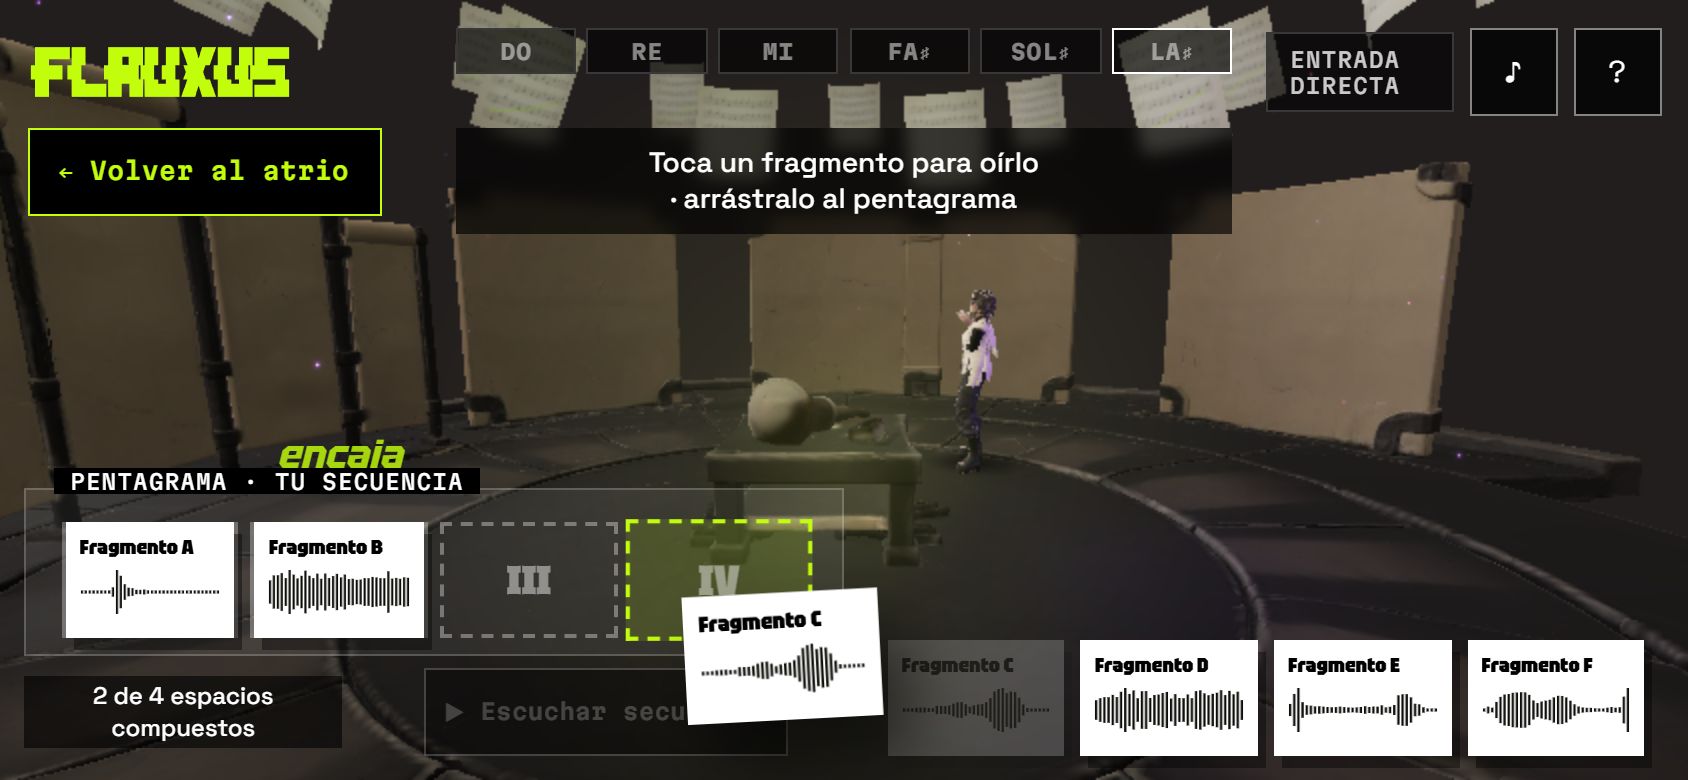 FLAUXUS
DO
RE
MI
FA♯
SOL♯
LA♯
ENTRADA
DIRECTA
♪
?
← Volver al atrio
Toca un fragmento para oírlo
· arrástralo al pentagrama
encaja
PENTAGRAMA · TU SECUENCIA
Fragmento A
Fragmento B
III
IV
Fragmento C
Fragmento C
Fragmento D
Fragmento E
Fragmento F
2 de 4 espacios
compuestos
▶ Escuchar secu